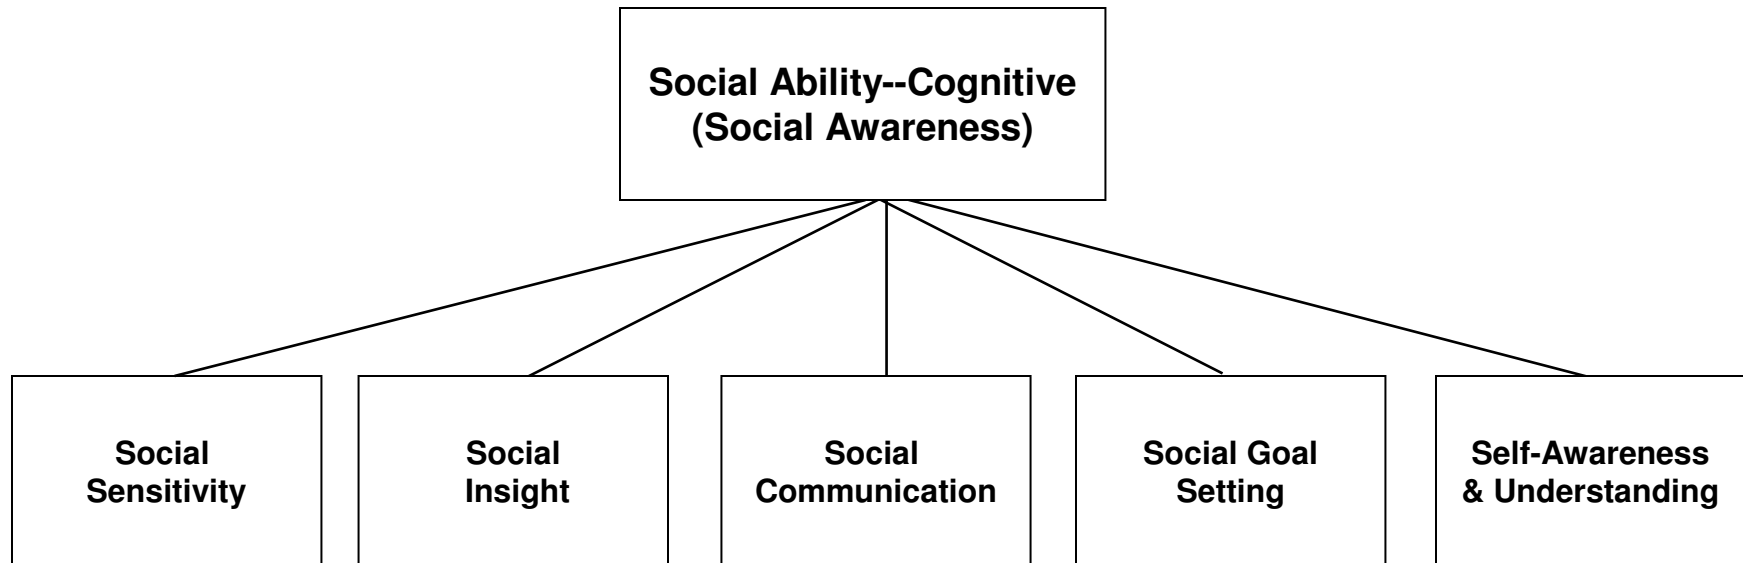 Social Ability--Cognitive
(Social Awareness)
Social
Sensitivity
Social
Insight
Social
Communication
Social Goal
Setting
Self-Awareness
& Understanding